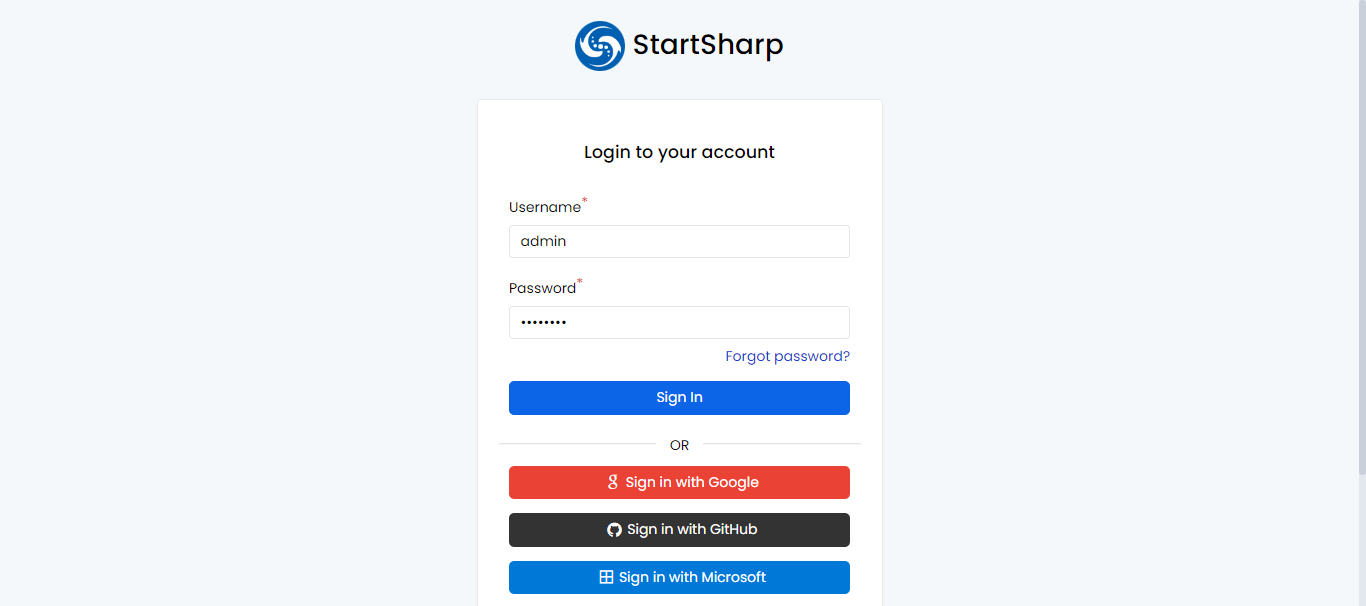 StartSharp
Login to your account
Username*
admin
Password*
••••••••
Forgot password?
Sign In
OR
Sign in with Google
Sign in with GitHub
Sign in with Microsoft